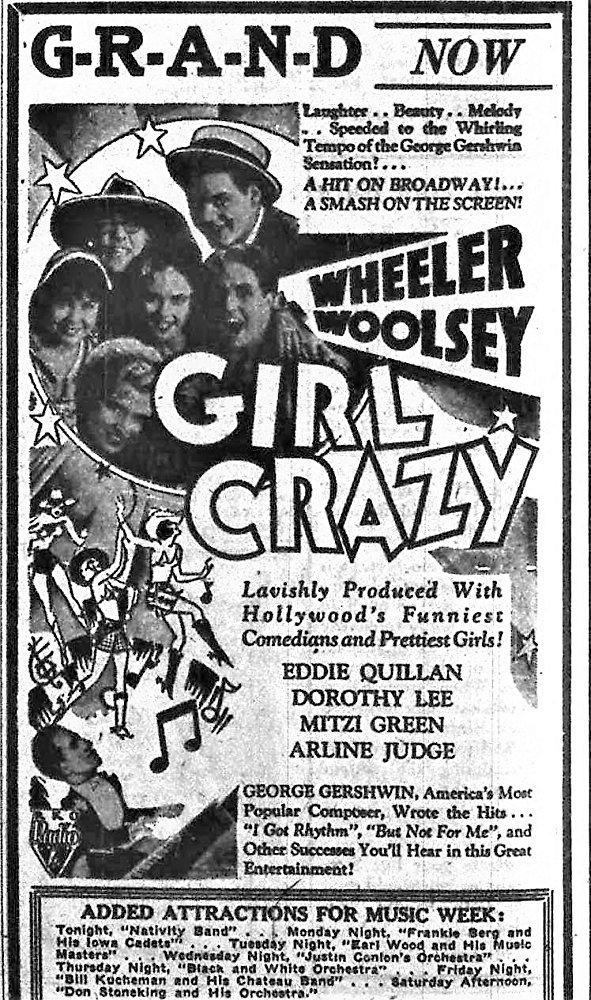 G-R-A-N-D
NOW
Laughter . . Beauty . . Melody
. . Speeded to the Whirling
Tempo of the George Gershwin
Sensation! . . .
A HIT ON BROADWAY! . . .
A SMASH ON THE SCREEN!
WHEELER
WOOLSEY
GIRL
CRAZY
Lavishly Produced With
Hollywood's Funniest
Comedians and Prettiest Girls!
EDDIE QUILLAN
DOROTHY LEE
MITZI GREEN
ARLINE JUDGE
GEORGE GERSHWIN, America's Most
Popular Composer, Wrote the Hits . . .
"I Got Rhythm", "But Not For Me", and
Other Successes You'll Hear in this Great
Entertainment!
RKO
Radio
ADDED ATTRACTIONS FOR MUSIC WEEK:
Tonight, "Nativity Band" . . . Monday Night, "Frankie Berg and
His Iowa Cadets" . . . Tuesday Night, "Earl Wood and His Music
Masters" . . . Wednesday Night, "Justin Conlon's Orchestra" . . .
Thursday Night, "Black and White Orchestra" . . . Friday Night,
"Bill Kucheman and His Chateau Band" . . . Saturday Afternoon,
"Don Stoneking and His Orchestra."